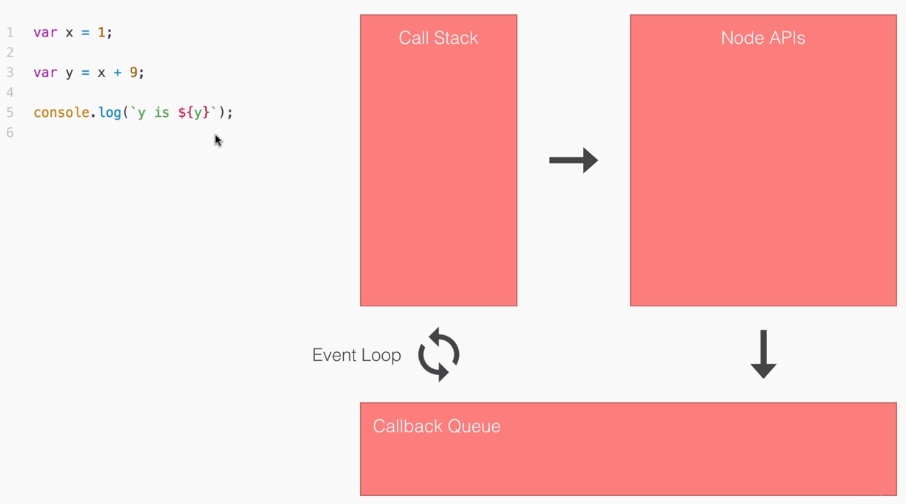 1 var x = 1;
2
3 var y = x + 9;
4
5 console.log(`y is ${y}`);
6
Call Stack
Node APIs
Event Loop
Callback Queue